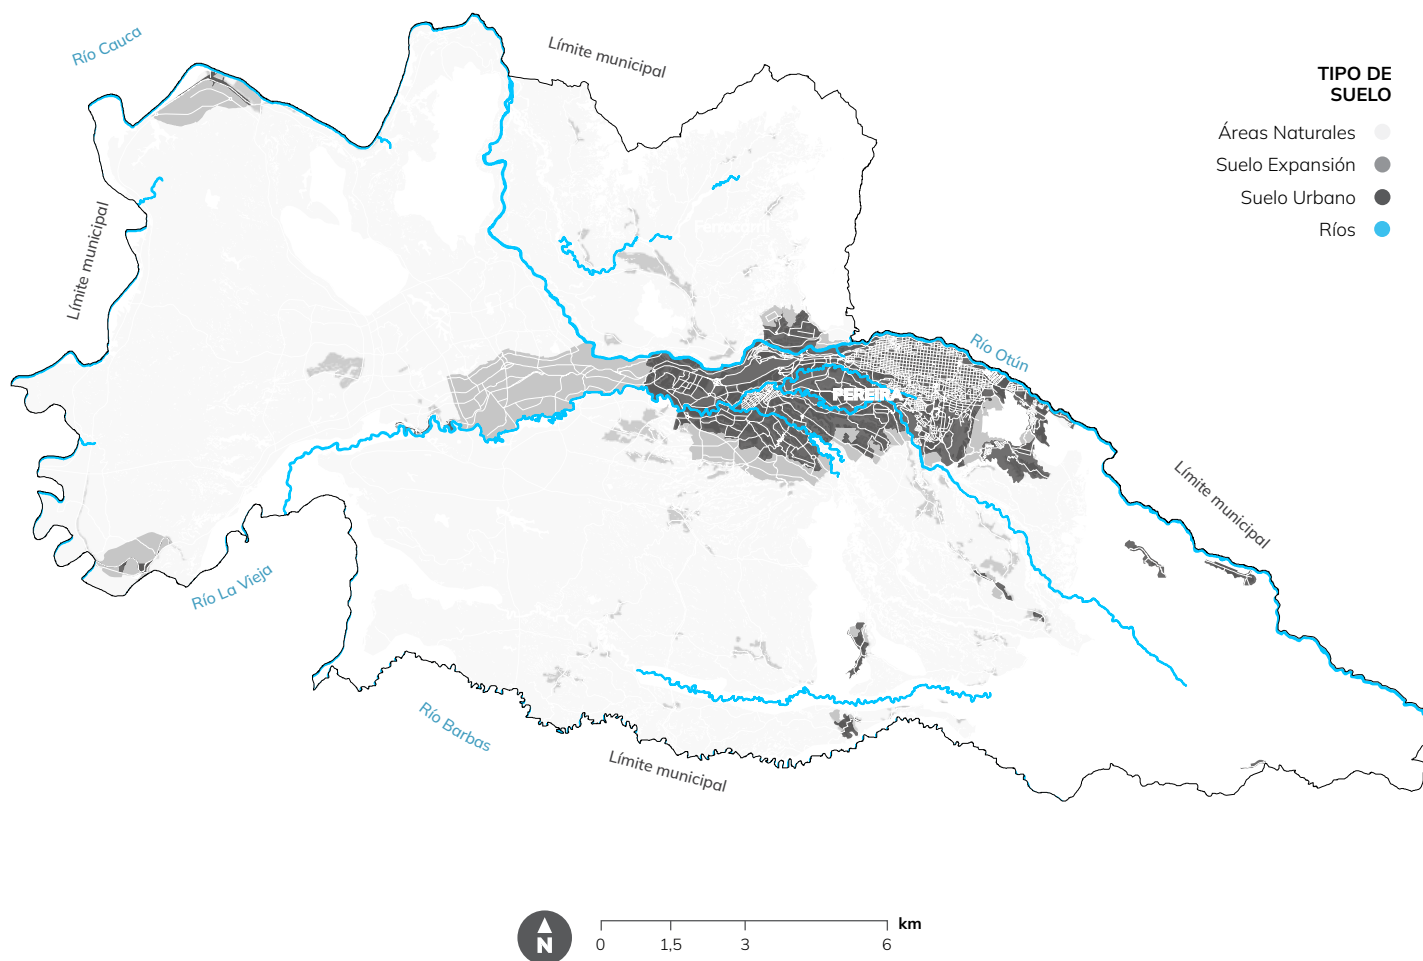 Río Cauca
Límite municipal
TIPO DE
SUELO
Áreas Naturales
Suelo Expansión
Suelo Urbano
Ríos
Límite municipal
Ferrocarril
Río Otún
PEREIRA
Límite municipal
Río La Vieja
Río Barbas
Límite municipal
N
0 1,5 3 6 km